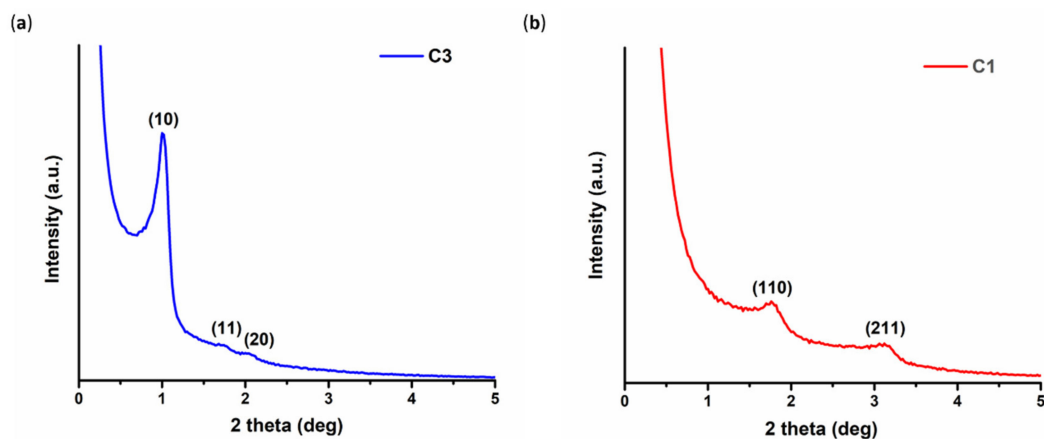 (a)
C3
(10)
(11)
(20)
Intensity (a.u.)
0 1 2 3 4 5
2 theta (deg)
(b)
C1
(110)
(211)
Intensity (a.u.)
0 1 2 3 4 5
2 theta (deg)